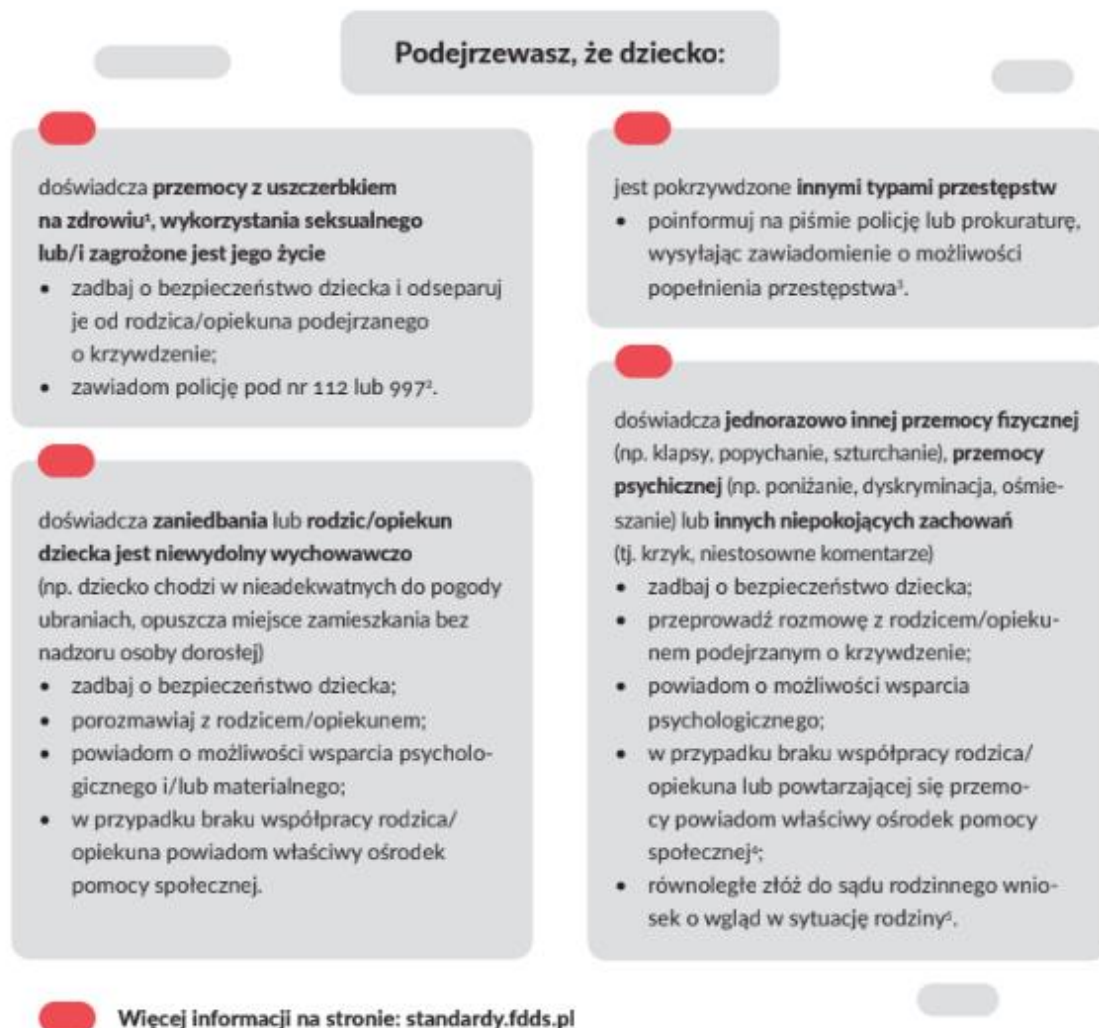 Podejrzewasz, że dziecko:
doświadcza przemocy z uszczerbkiem
na zdrowiu¹, wykorzystania seksualnego
lub/i zagrożone jest jego życie
• zadbaj o bezpieczeństwo dziecka i odseparuj
je od rodzica/opiekuna podejrzanego
o krzywdzenie;
• zawiadom policję pod nr 112 lub 997².
doświadcza zaniedbania lub rodzic/opiekun
dziecka jest niewydolny wychowawczo
(np. dziecko chodzi w nieadekwatnych do pogody
ubraniach, opuszcza miejsce zamieszkania bez
nadzoru osoby dorosłej)
• zadbaj o bezpieczeństwo dziecka;
• porozmawiaj z rodzicem/opiekunem;
• powiadom o możliwości wsparcia psycholo-
gicznego i/lub materialnego;
• w przypadku braku współpracy rodzica/
opiekuna powiadom właściwy ośrodek
pomocy społecznej.
jest pokrzywdzone innymi typami przestępstw
• poinformuj na piśmie policję lub prokuraturę,
wysyłając zawiadomienie o możliwości
popełnienia przestępstwa³.
doświadcza jednorazowo innej przemocy fizycznej
(np. klapsy, popychanie, szturchanie), przemocy
psychicznej (np. poniżanie, dyskryminacja, ośmie-
szanie) lub innych niepokojących zachowań
(tj. krzyk, niestosowne komentarze)
• zadbaj o bezpieczeństwo dziecka;
• przeprowadź rozmowę z rodzicem/opieku-
nem podejrzanym o krzywdzenie;
• powiadom o możliwości wsparcia
psychologicznego;
• w przypadku braku współpracy rodzica/
opiekuna lub powtarzającej się przemo-
cy powiadom właściwy ośrodek pomocy
społecznej⁴;
• równoległe złóż do sądu rodzinnego wnio-
sek o wgląd w sytuację rodziny⁵.
Więcej informacji na stronie: standardy.fdds.pl